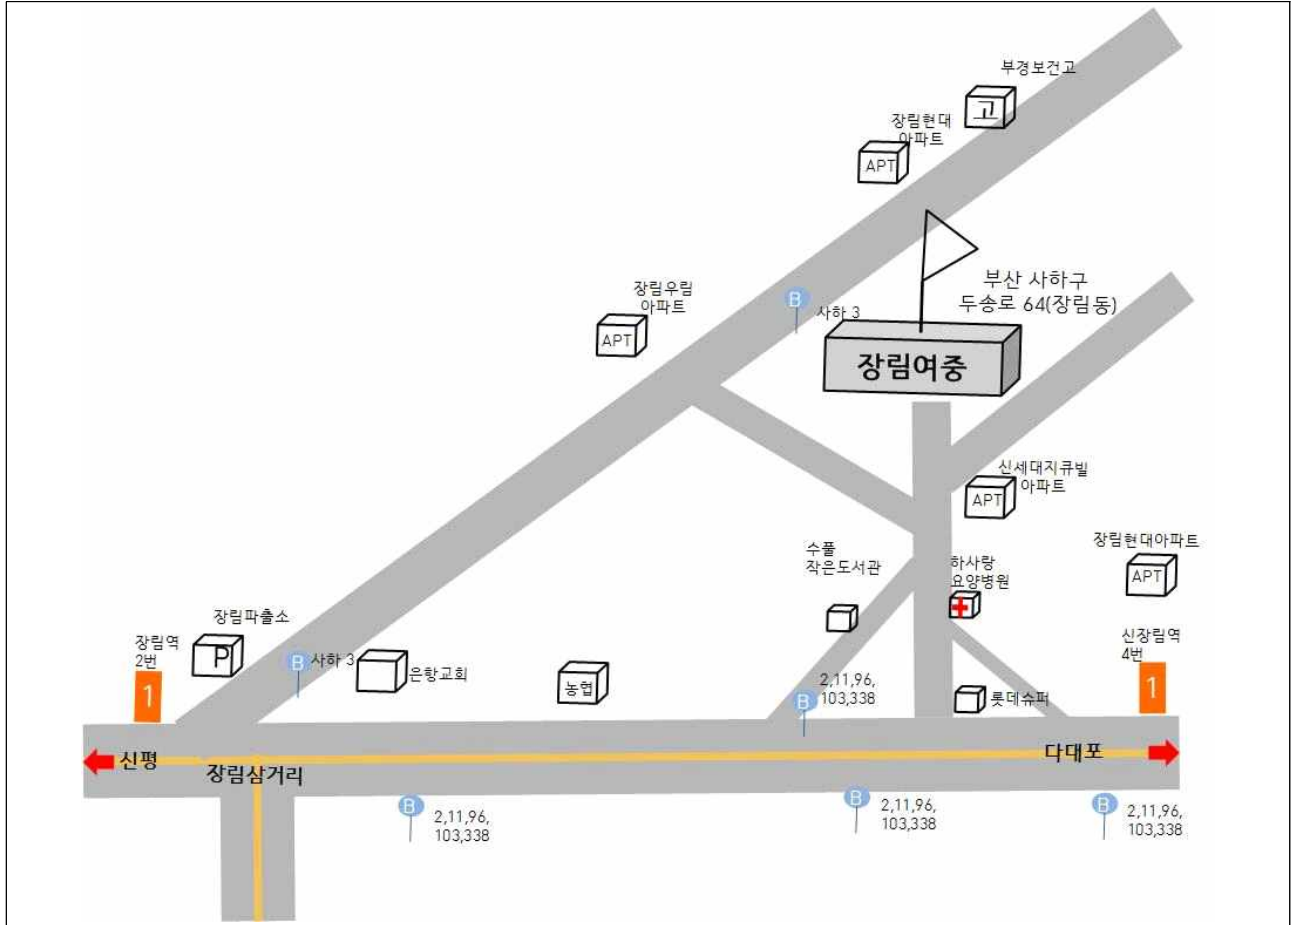 부경보건고
고
장림현대
아파트
APT
부산 사하구
두송로 64(장림동)
장림우림
아파트
APT
B
사하 3
장림여중
신세대지큐빌
아파트
APT
수풀
작은도서관
하사랑
요양병원
장림현대아파트
APT
장림파출소
P
장림역
2번
1
B
사하 3
은항교회
농협
B
2,11,96,
103,338
롯데슈퍼
신장림역
4번
1
신평
장림삼거리
다대포
B
2,11,96,
103,338
B
2,11,96,
103,338
B
2,11,96,
103,338